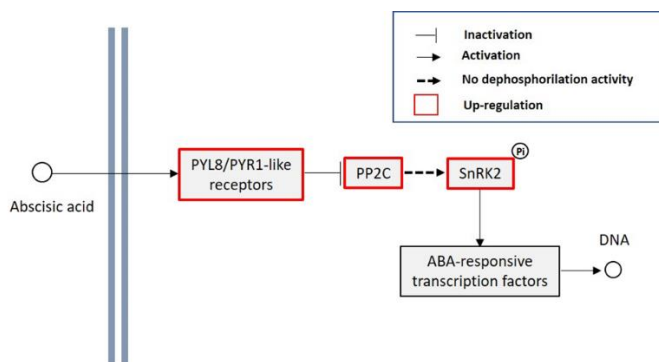 Inactivation
Activation
No dephosphorilation activity
Up-regulation
Pi
PYL8/PYR1-like
receptors
PP2C
SnRK2
Abscisic acid
DNA
ABA-responsive
transcription factors